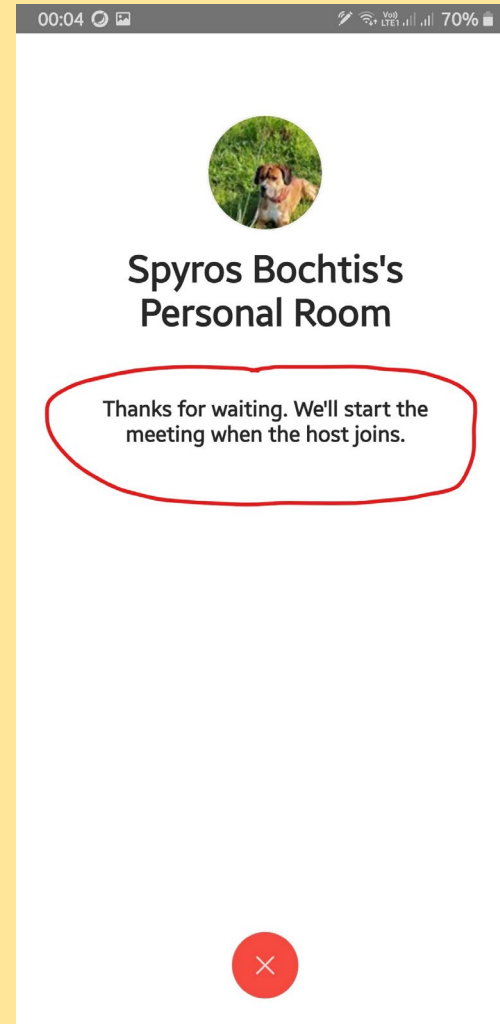 00:04 70%
Spyros Bochtis's
Personal Room
Thanks for waiting. We'll start the
meeting when the host joins.